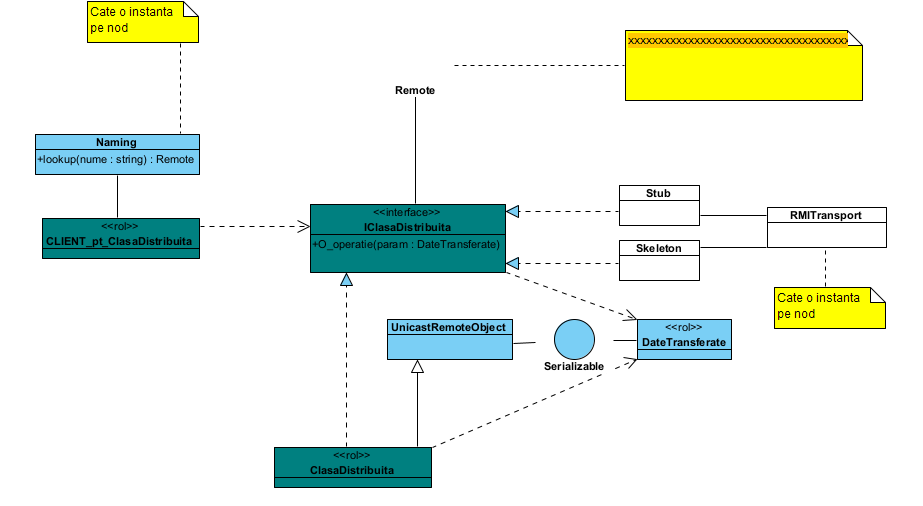 Cate o instanta
pe nod
xxxxxxxxxxxxxxxxxxxxxxxxxxxxxxxxxxxxx
Remote
Naming
+lookup(nume : string) : Remote
<<rol>>
CLIENT_pt_ClasaDistribuita
<<interface>>
IClasaDistribuita
+O_operatie(param : DateTransferate)
Stub
Skeleton
RMITransport
Cate o instanta
pe nod
UnicastRemoteObject
Serializable
<<rol>>
DateTransferate
<<rol>>
ClasaDistribuita